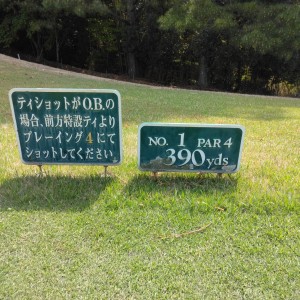 ティショットがO.B.の
場合、前方特設ティより
プレーイング4にて
ショットしてください
NO. 1 PAR 4
390yds